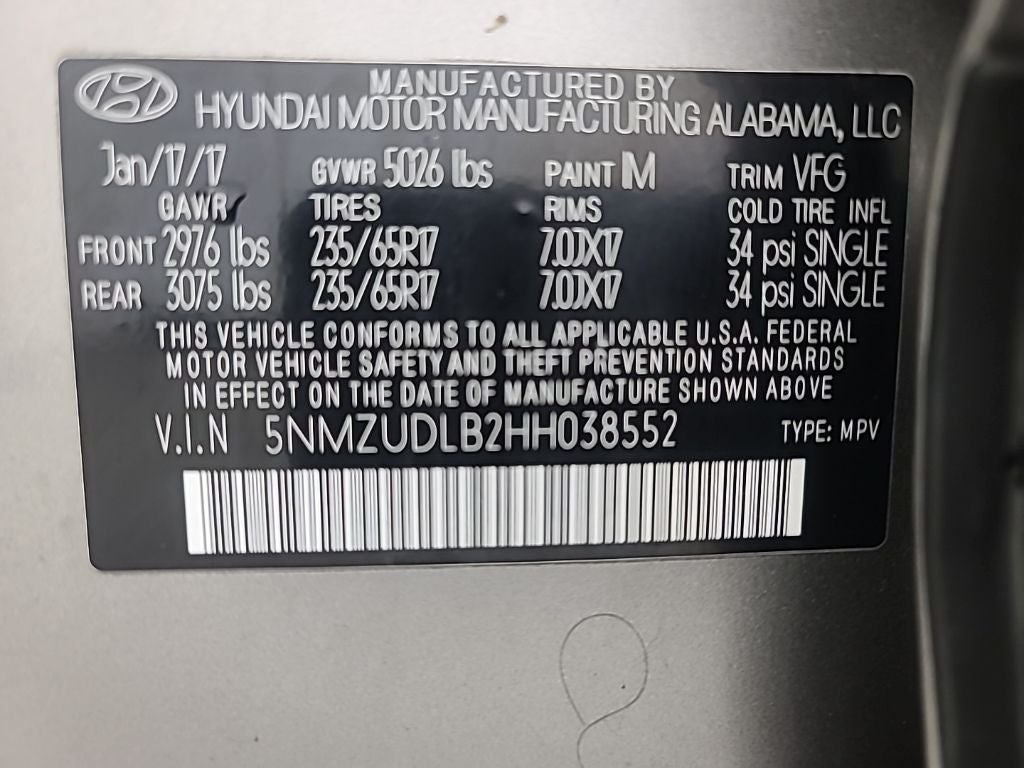 MANUFACTURED BY
HYUNDAI MOTOR MANUFACTURING ALABAMA, LLC
Jan/17/17 GVWR 5026 lbs PAINT M TRIM VFG
GAWR TIRES RIMS COLD TIRE INFL
FRONT 2976 lbs 235/65R17 7.0JX17 34 psi SINGLE
REAR 3075 lbs 235/65R17 7.0JX17 34 psi SINGLE
THIS VEHICLE CONFORMS TO ALL APPLICABLE U.S.A. FEDERAL
MOTOR VEHICLE SAFETY AND THEFT PREVENTION STANDARDS
IN EFFECT ON THE DATE OF MANUFACTURE SHOWN ABOVE.
V.I.N 5NMZUDLB2HH038552 TYPE: MPV